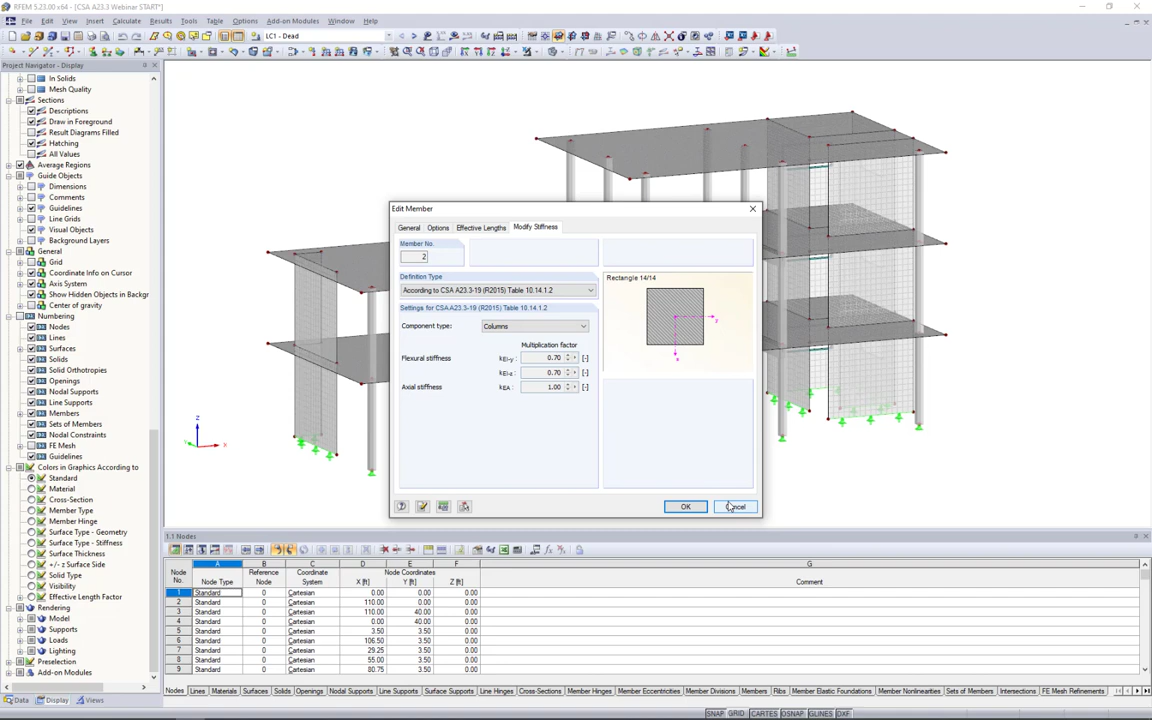 RFEM 5.23.00 x64 - [CSA A23.3 Webinar START*]
File Edit View Insert Calculate Results Tools Table Options Add-on Modules Window Help
LC1 - Dead
Project Navigator - Display
In Solids
Mesh Quality
Sections
Descriptions
Draw in Foreground
Result Diagrams Filled
Hatching
All Values
Average Regions
Guide Objects
Dimensions
Comments
Guidelines
Line Grids
Visual Objects
Background Layers
General
Grid
Coordinate Info on Cursor
Axis System
Show Hidden Objects in Backgr
Center of gravity
Numbering
Nodes
Lines
Surfaces
Solids
Solid Orthotropies
Openings
Nodal Supports
Line Supports
Members
Sets of Members
Nodal Constraints
FE Mesh
Guidelines
Colors in Graphics According to
Standard
Material
Cross-Section
Member Type
Member Hinge
Surface Type - Geometry
Surface Type - Stiffness
Surface Thickness
+/- z Surface Side
Solid Type
Visibility
Effective Length Factor
Rendering
Model
Supports
Loads
Lighting
Preselection
Add-on Modules
Data Display Views
Z
Y
X
Edit Member
General Options Effective Lengths Modify Stiffness
Member No.
2
Definition Type
According to CSA A23.3-19 (R2015) Table 10.14.1.2
Settings for CSA A23.3-19 (R2015) Table 10.14.1.2
Component type: Columns
Multiplication factor
Flexural stiffness kEI-y: 0.70 [-]
kEI-z: 0.70 [-]
Axial stiffness kEA: 1.00 [-]
Rectangle 14/14
OK Cancel
1.1 Nodes
A B C D E F G
Node No. Node Type Reference Node Coordinate System Node Coordinates X [ft] Y [ft] Z [ft] Comment
1 Standard 0 Cartesian 0.00 0.00 0.00
2 Standard 0 Cartesian 110.00 0.00 0.00
3 Standard 0 Cartesian 110.00 40.00 0.00
4 Standard 0 Cartesian 0.00 40.00 0.00
5 Standard 0 Cartesian 3.50 3.50 0.00
6 Standard 0 Cartesian 106.50 3.50 0.00
7 Standard 0 Cartesian 29.25 3.50 0.00
8 Standard 0 Cartesian 55.00 3.50 0.00
9 Standard 0 Cartesian 80.75 3.50 0.00
Nodes Lines Materials Surfaces Solids Openings Nodal Supports Line Supports Surface Supports Line Hinges Cross-Sections Member Hinges Member Eccentricities Member Divisions Members Ribs Member Elastic Foundations Member Nonlinearities Sets of Members Intersections FE Mesh Refinements
SNAP GRID CARTES OSNAP GLINES DXF